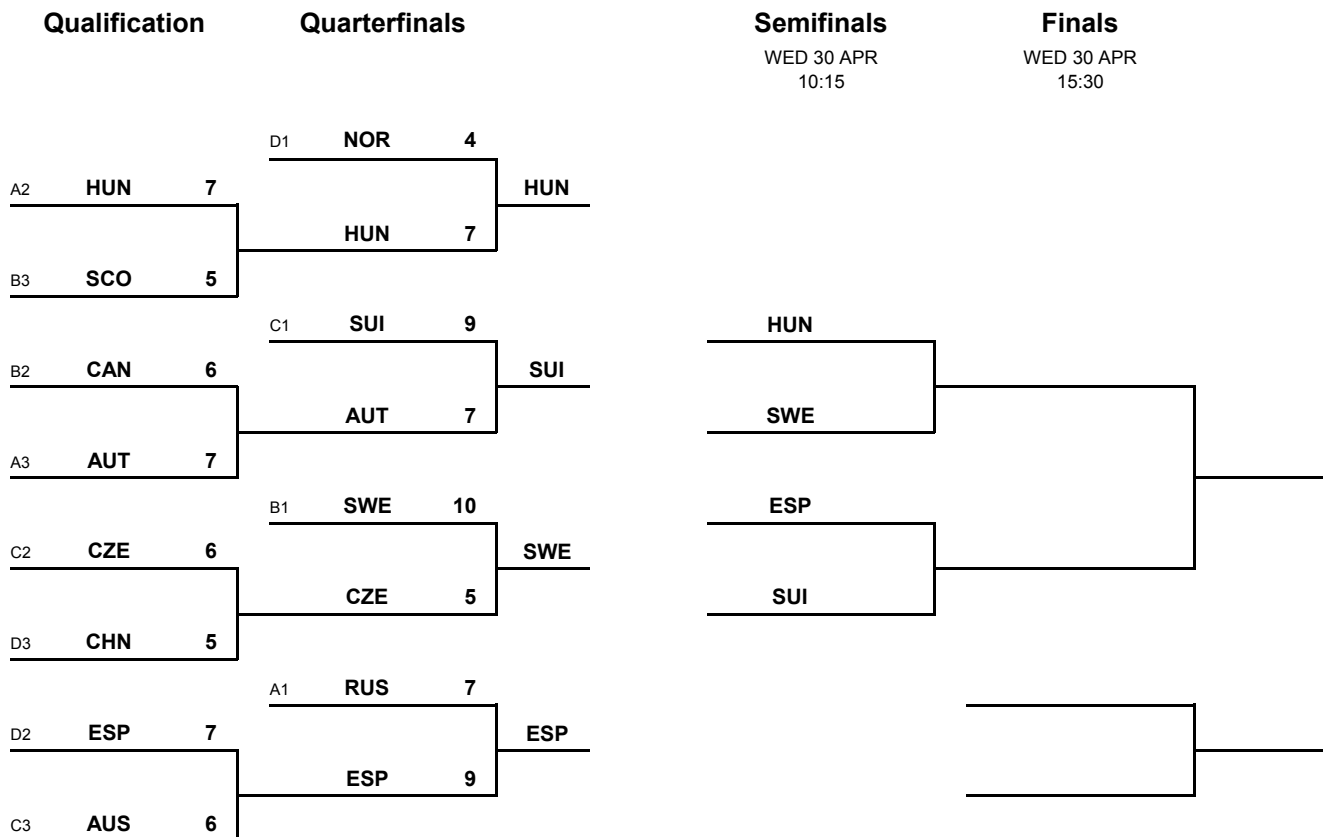 Qualification Quarterfinals Semifinals Finals
WED 30 APR WED 30 APR
10:15 15:30
D1 NOR 4
A2 HUN 7 HUN
HUN 7
B3 SCO 5
C1 SUI 9 HUN
B2 CAN 6 SUI
AUT 7 SWE
A3 AUT 7
B1 SWE 10 ESP
C2 CZE 6 SWE
CZE 5 SUI
D3 CHN 5
A1 RUS 7
D2 ESP 7 ESP
ESP 9
C3 AUS 6